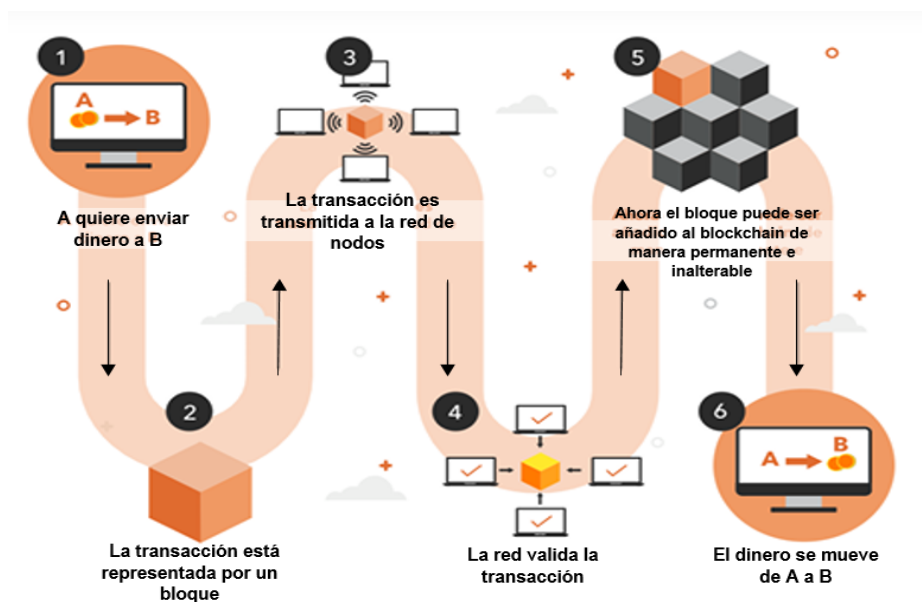 1
A
B
A quiere enviar
dinero a B
2
La transacción está
representada por un
bloque
3
La transacción es
transmitida a la red de
nodos
4
La red valida la
transacción
5
Ahora el bloque puede ser
añadido al blockchain de
manera permanente e
inalterable
6
A
B
El dinero se mueve
de A a B